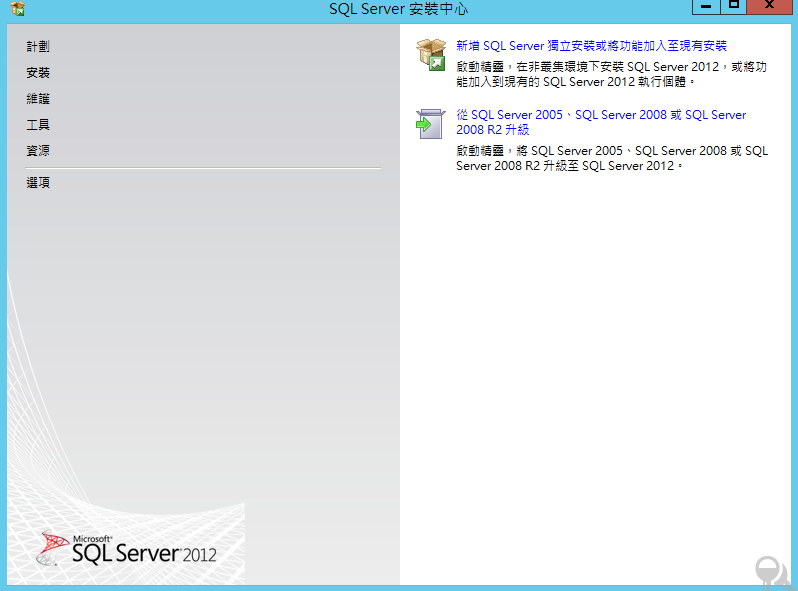 SQL Server 安裝中心
計劃
安裝
維護
工具
資源
選項
新增 SQL Server 獨立安裝或將功能加入至現有安裝
啟動精靈，在非叢集環境下安裝 SQL Server 2012，或將功
能加入到現有的 SQL Server 2012 執行個體。
從 SQL Server 2005、SQL Server 2008 或 SQL Server
2008 R2 升級
啟動精靈，將 SQL Server 2005、SQL Server 2008 或 SQL
Server 2008 R2 升級至 SQL Server 2012。
Microsoft®
SQL Server® 2012